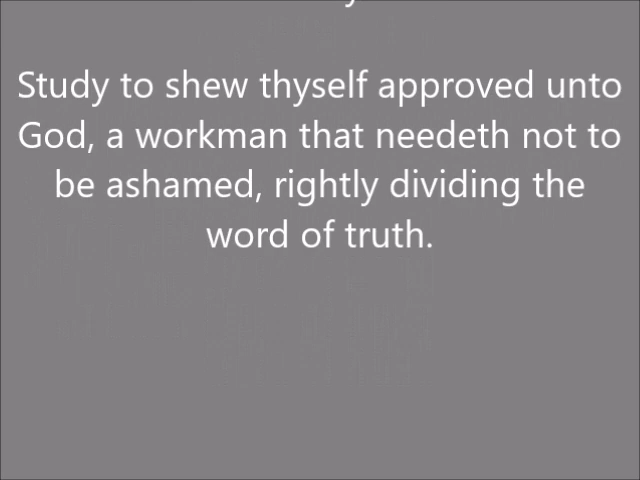 Study to shew thyself approved unto
God, a workman that needeth not to
be ashamed, rightly dividing the
word of truth.